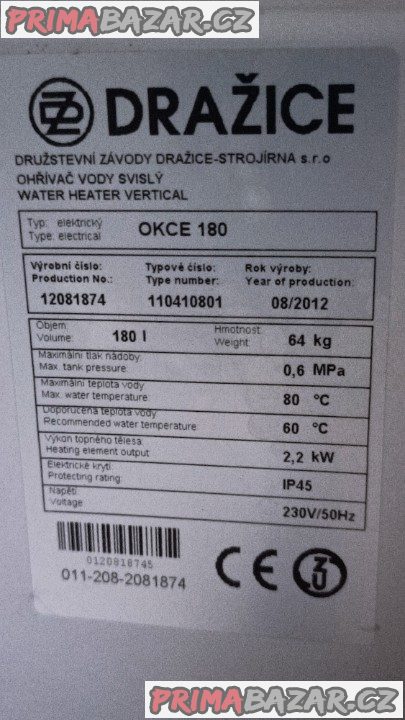 PRIMABAZAR.CZ
DRAŽICE
DRUŽSTEVNÍ ZÁVODY DRAŽICE-STROJÍRNA s.r.o
OHŘÍVAČ VODY SVISLÝ
WATER HEATER VERTICAL
Typ: elektrický
Type: electrical
OKCE 180
Výrobní číslo: Typové číslo: Rok výroby:
Production No.: Type number: Year of production:
12081874 110410801 08/2012
Objem: Hmotnost:
Volume: 180 l Weight: 64 kg
Maximální tlak nádoby:
Max. tank pressure: 0,6 MPa
Maximální teplota vody:
Max. water temperature: 80 °C
Doporučená teplota vody:
Recommended water temperature: 60 °C
Výkon topného tělesa:
Heating element output 2,2 kW
Elektrické krytí:
Protecting rating: IP45
Napětí:
Voltage 230V/50Hz
0120818745
011-208-2081874
CE
PRIMABAZAR.CZ